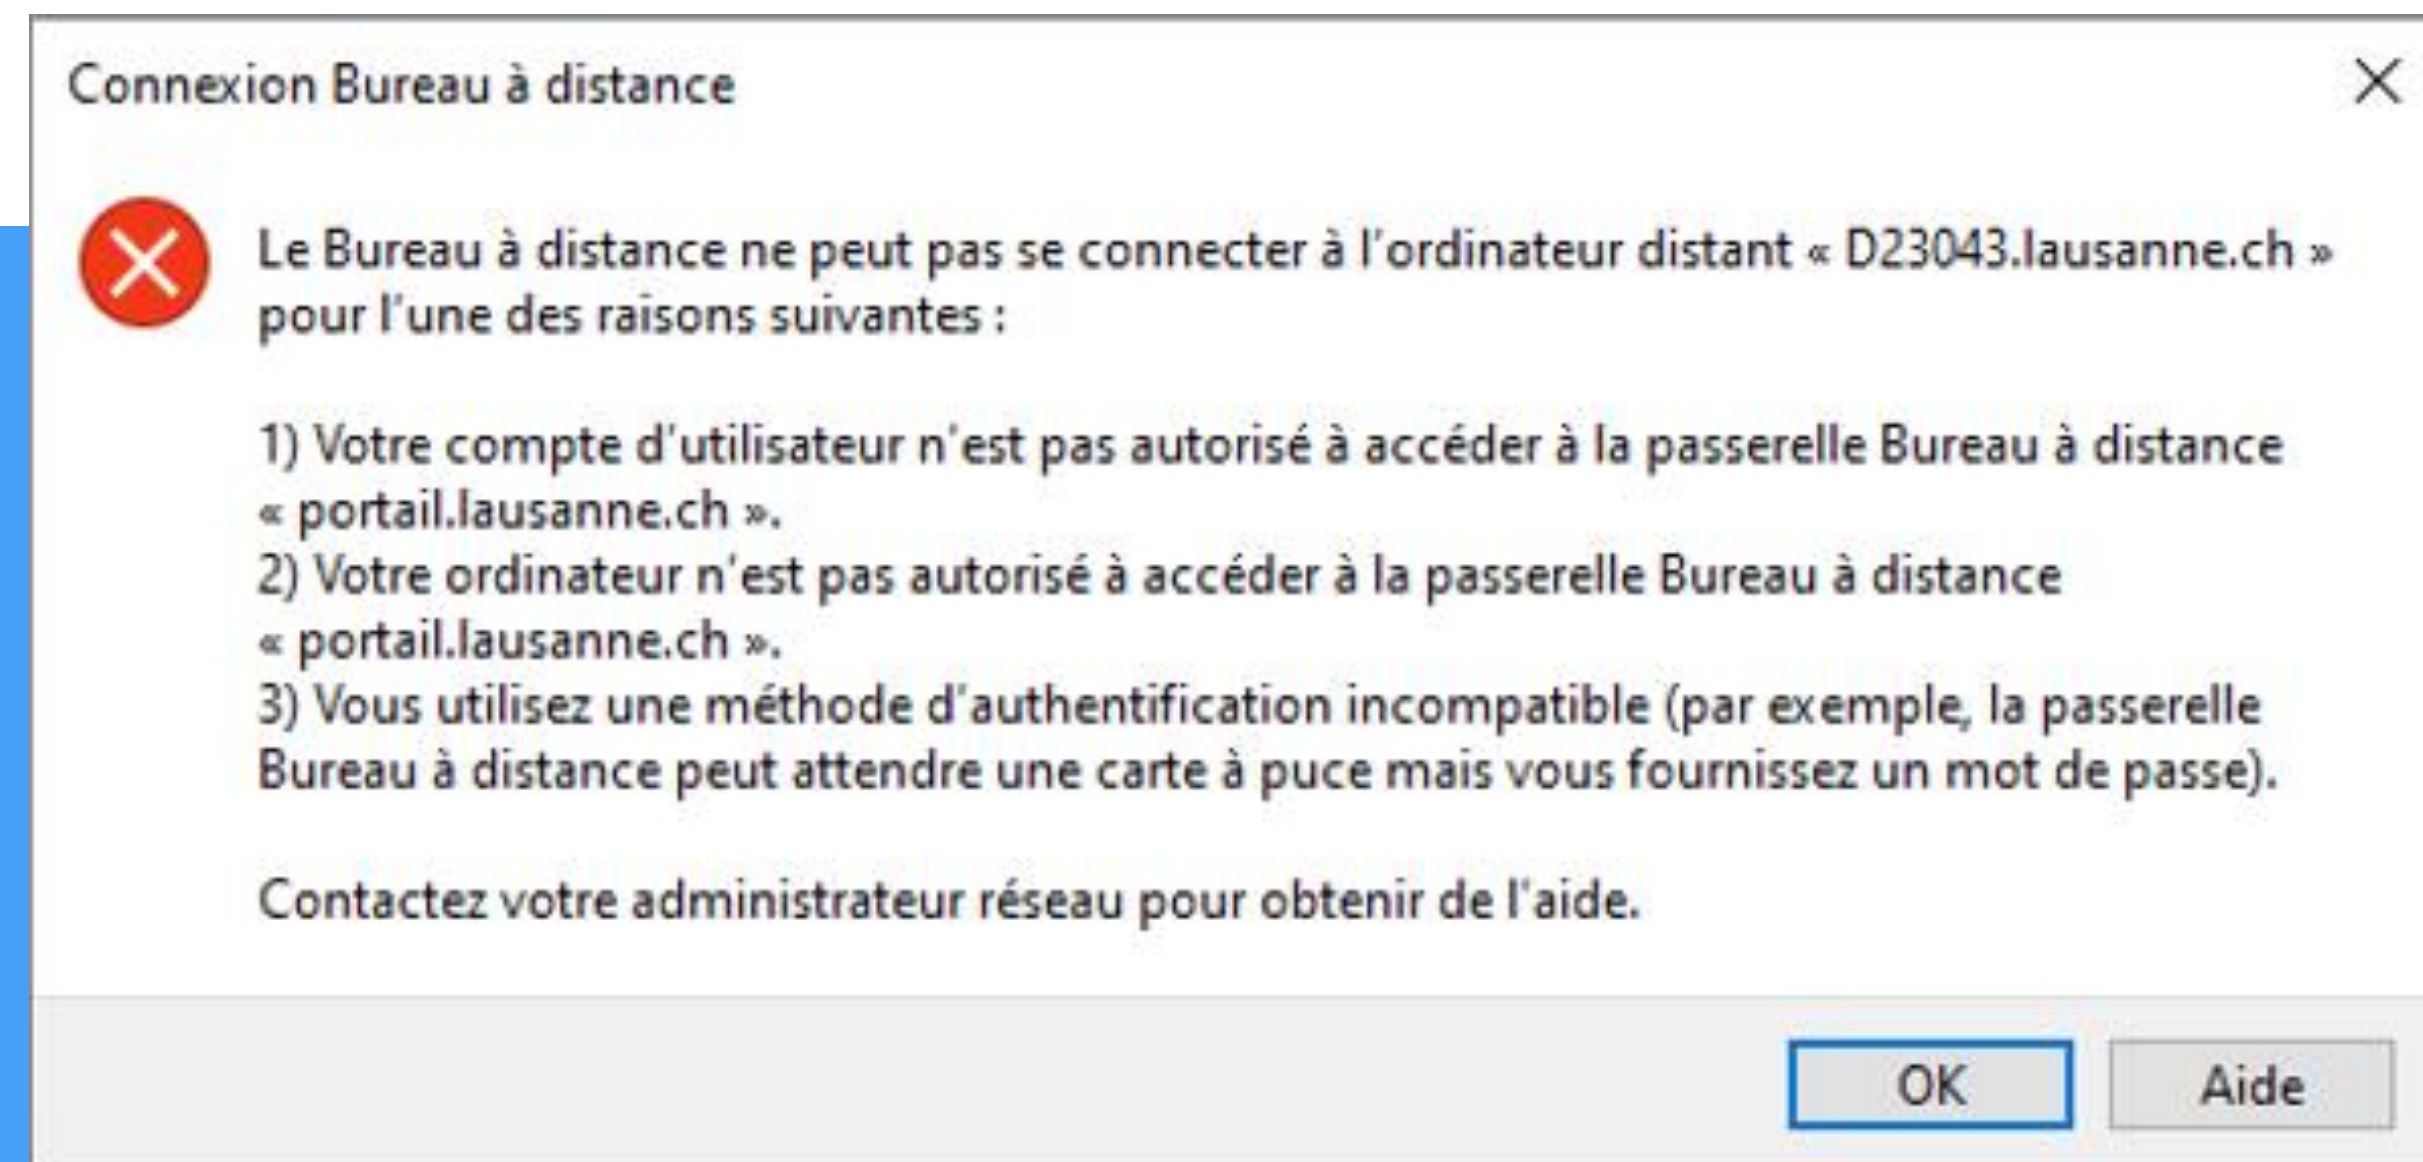 Connexion Bureau à distance
Le Bureau à distance ne peut pas se connecter à l'ordinateur distant « D23043.lausanne.ch »
pour l'une des raisons suivantes :
1) Votre compte d'utilisateur n'est pas autorisé à accéder à la passerelle Bureau à distance
« portail.lausanne.ch ».
2) Votre ordinateur n'est pas autorisé à accéder à la passerelle Bureau à distance
« portail.lausanne.ch ».
3) Vous utilisez une méthode d'authentification incompatible (par exemple, la passerelle
Bureau à distance peut attendre une carte à puce mais vous fournissez un mot de passe).
Contactez votre administrateur réseau pour obtenir de l'aide.
OK
Aide